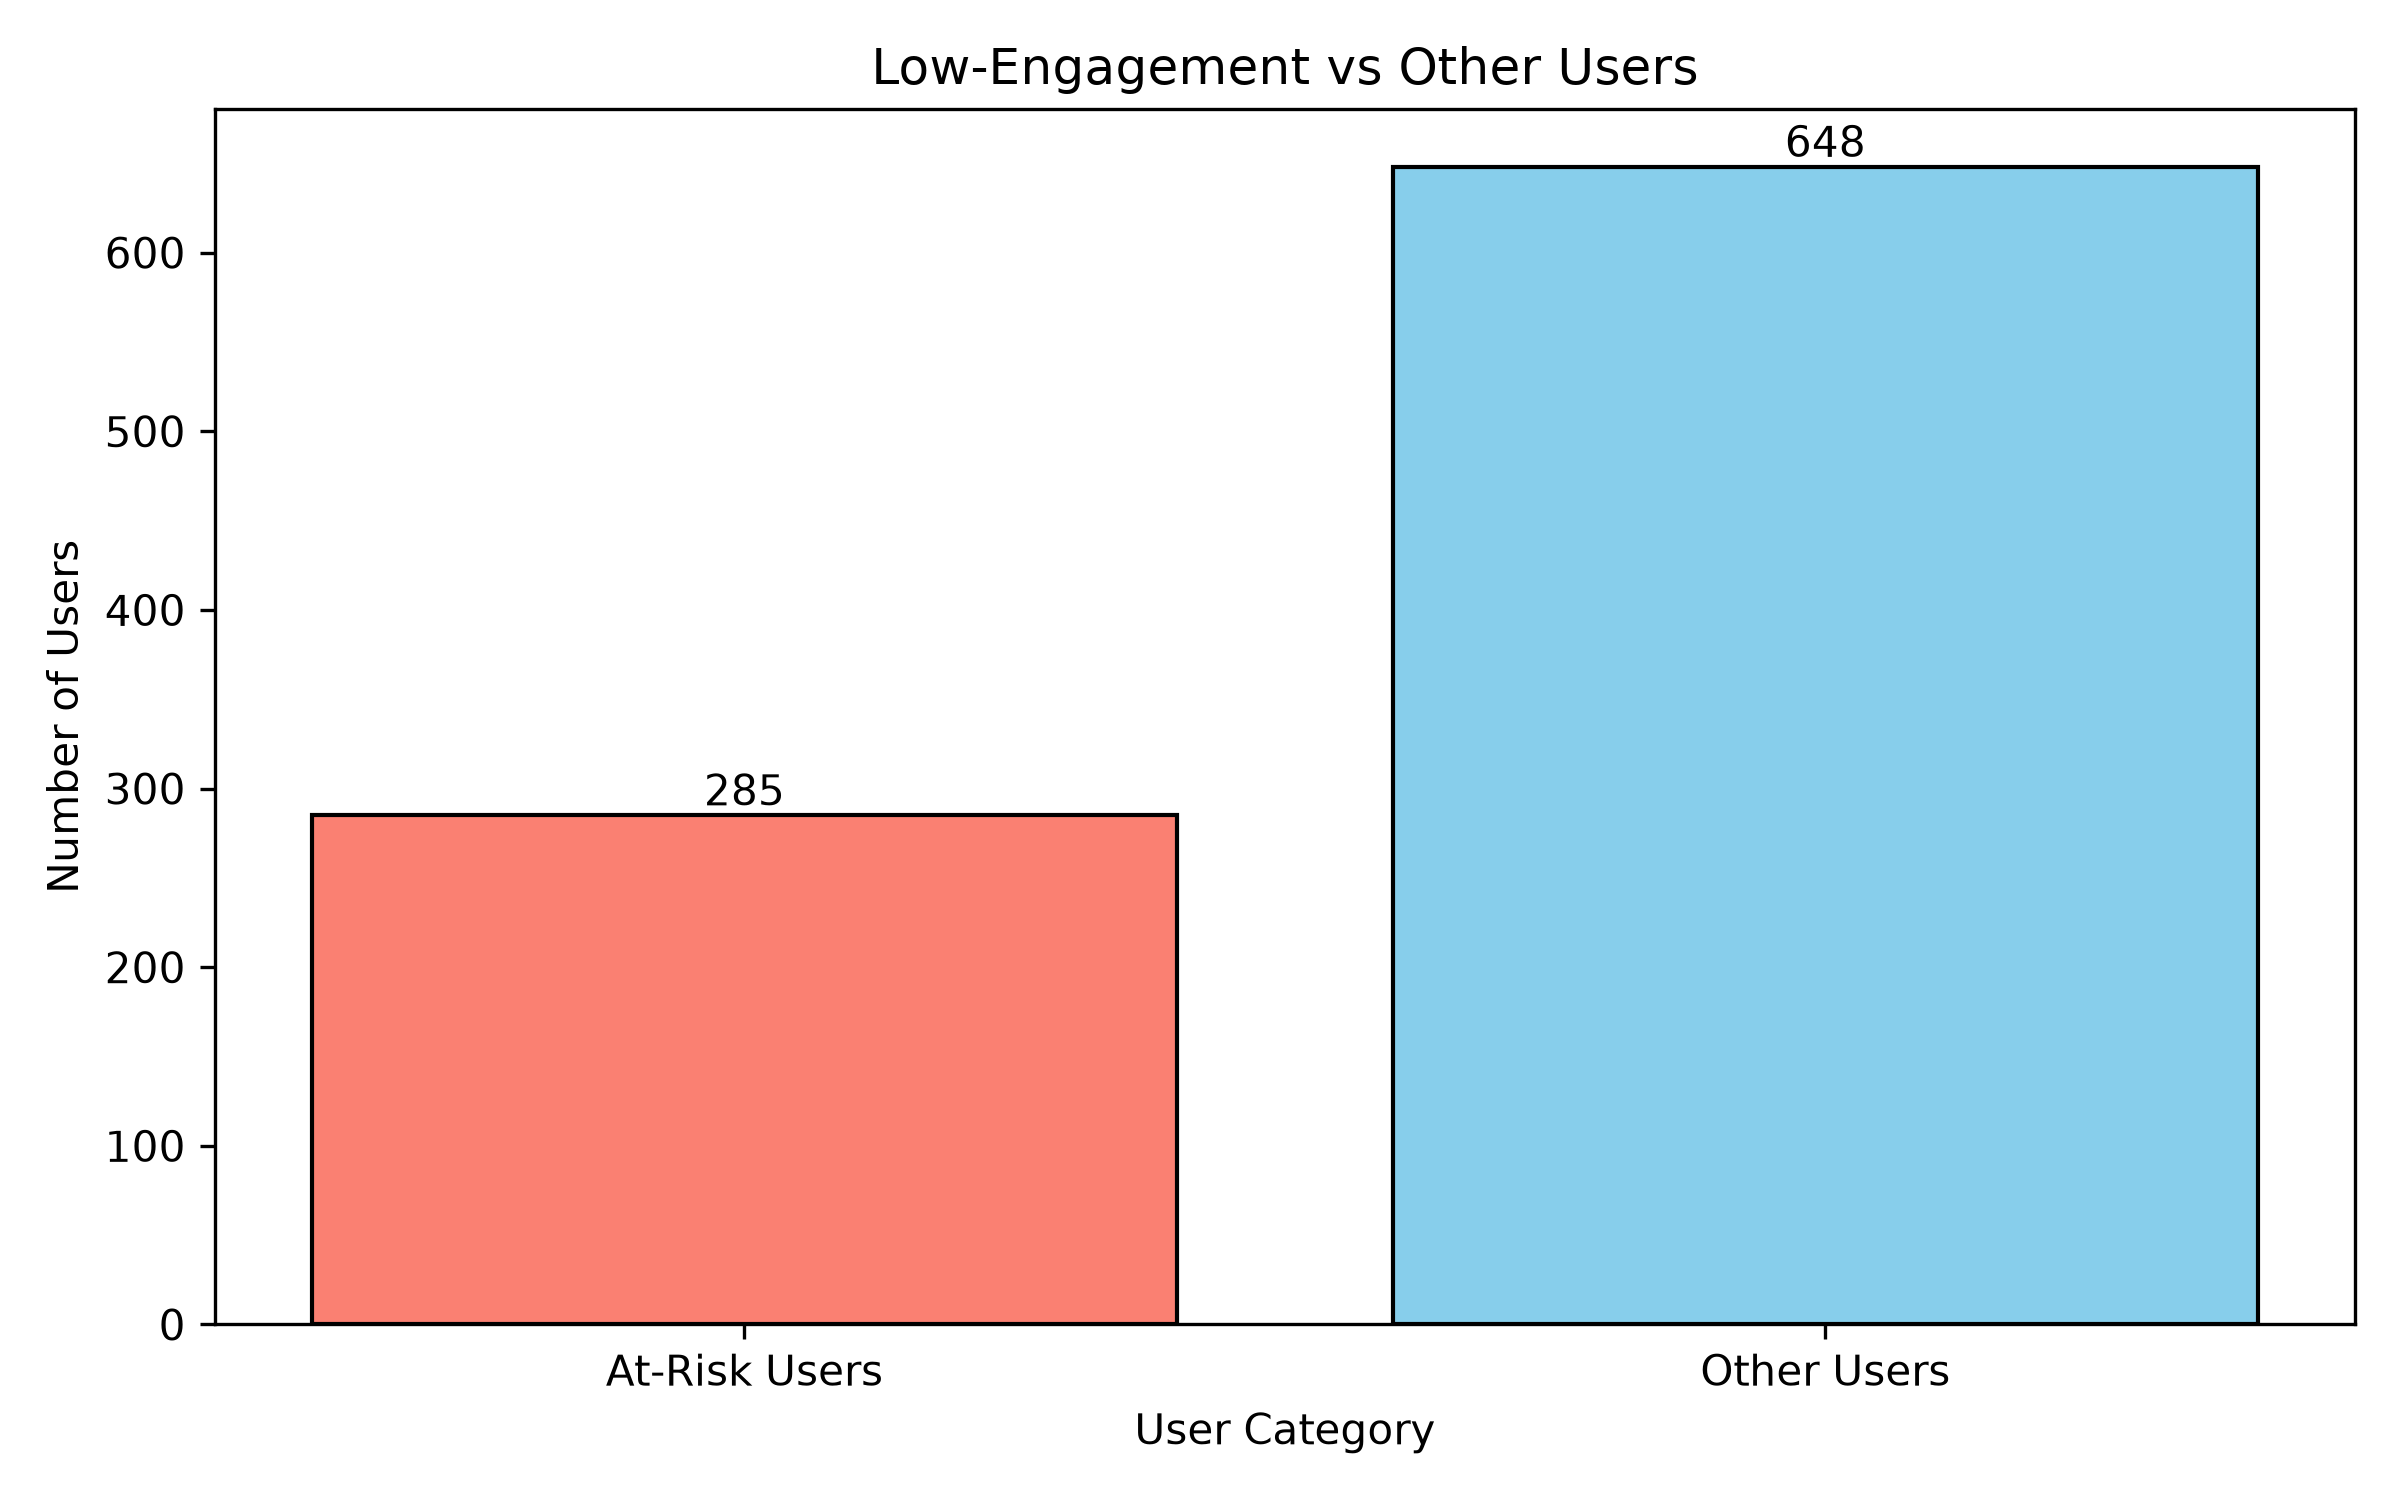 Low-Engagement vs Other Users
648
600
500
400
300
285
200
100
0
Number of Users
At-Risk Users
Other Users
User Category